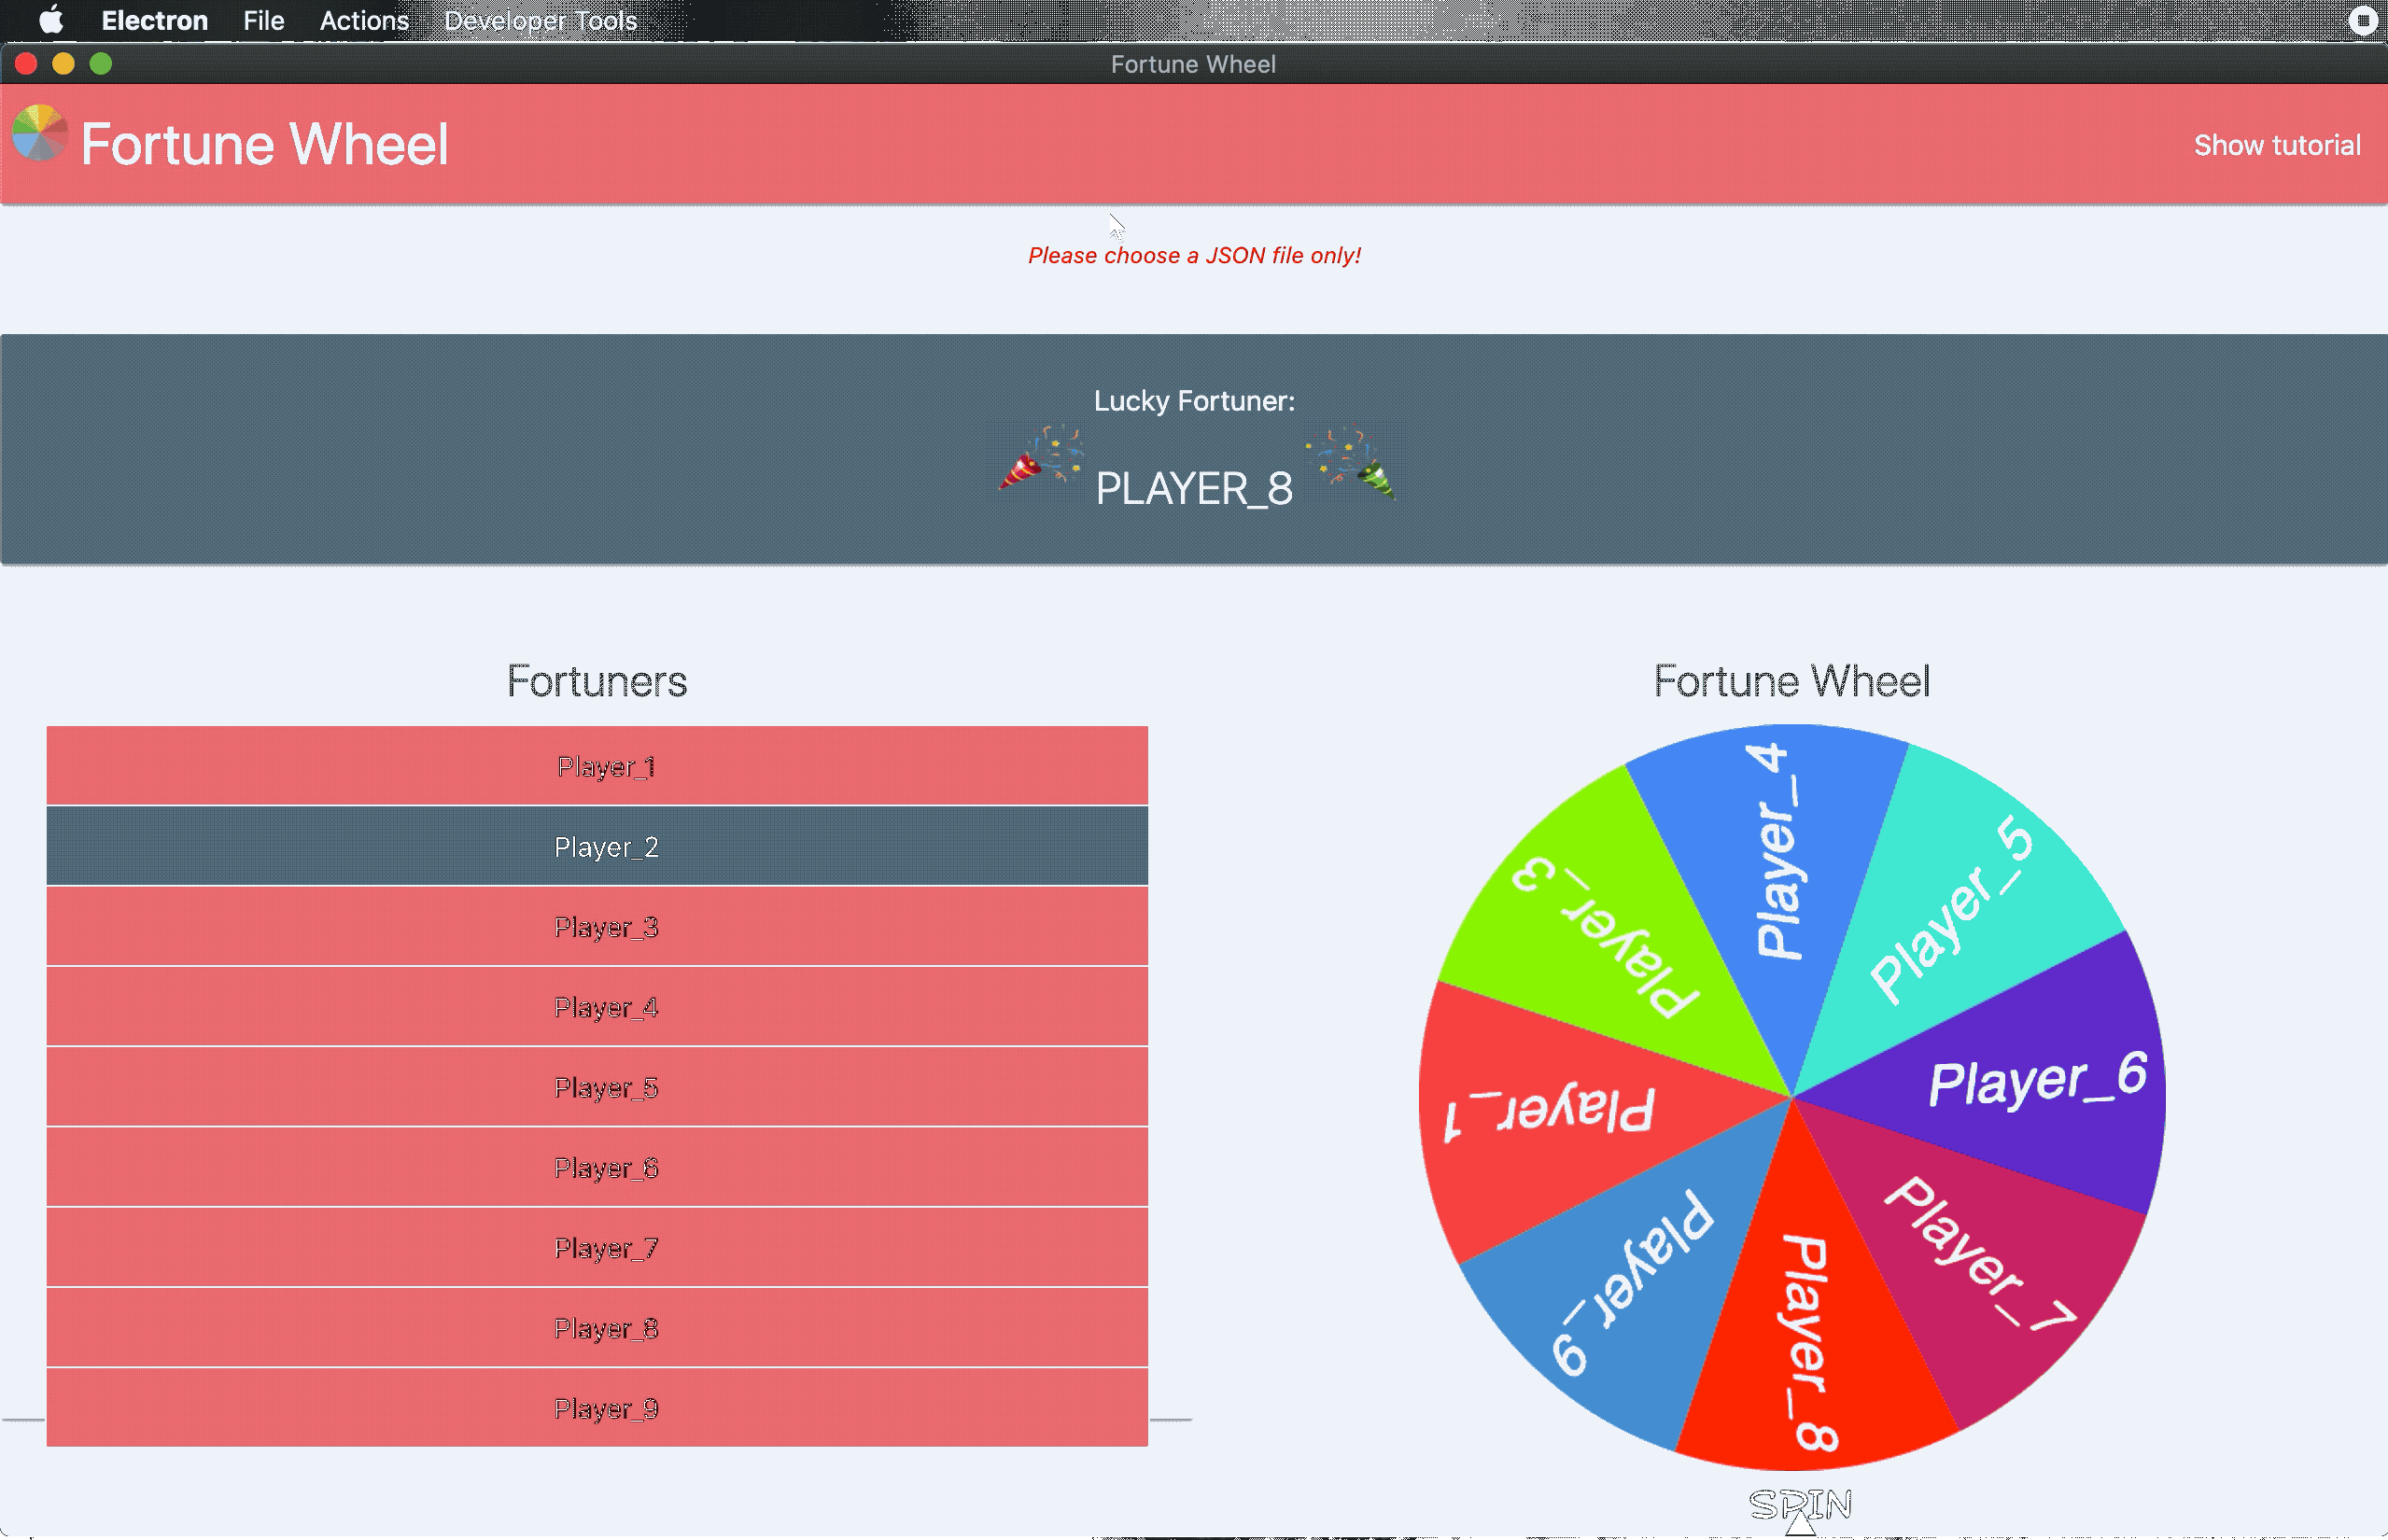 Electron File Actions Developer Tools
Fortune Wheel
Fortune Wheel
Show tutorial
Please choose a JSON file only!
Lucky Fortuner:
PLAYER_8
Fortuners
Player_1
Player_2
Player_3
Player_4
Player_5
Player_6
Player_7
Player_8
Player_9
Fortune Wheel
Player_4
Player_5
Player_6
Player_7
Player_8
Player_9
Player_1
Player_3
SPIN